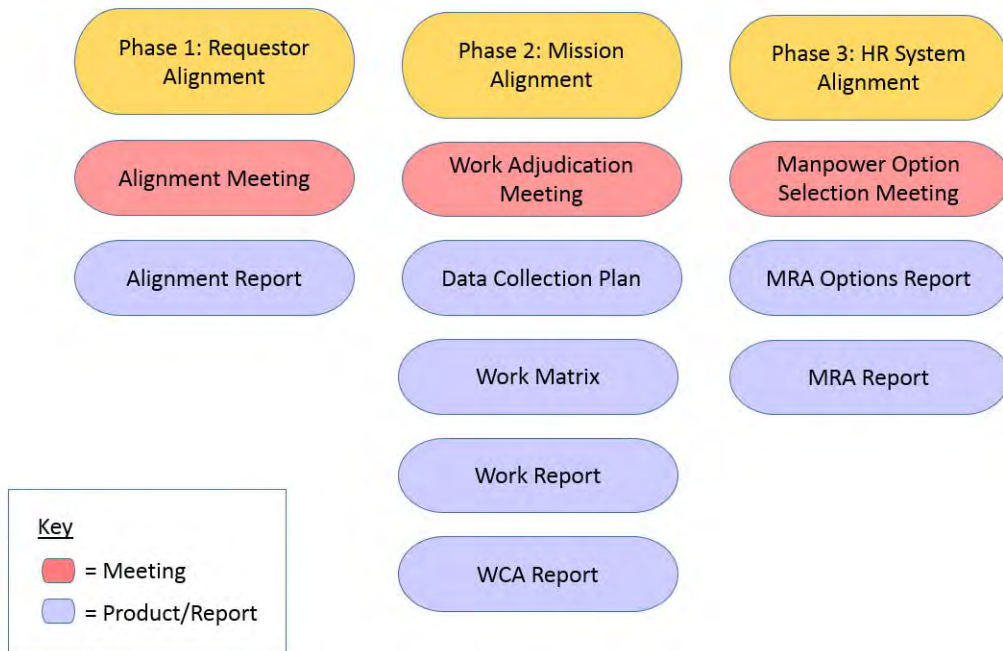 Phase 1: Requestor
Alignment
Phase 2: Mission
Alignment
Phase 3: HR System
Alignment
Alignment Meeting
Work Adjudication
Meeting
Manpower Option
Selection Meeting
Alignment Report
Data Collection Plan
MRA Options Report
Work Matrix
MRA Report
Work Report
WCA Report
Key
= Meeting
= Product/Report